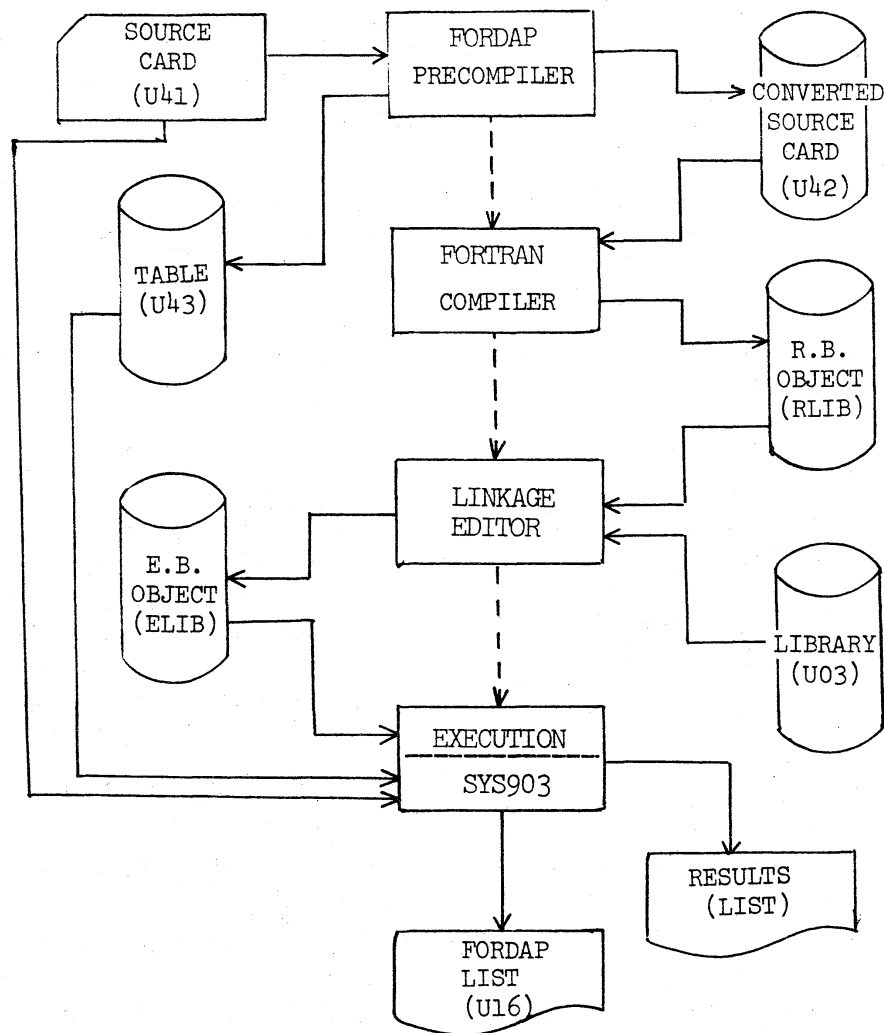 SOURCE
CARD
(U41)
FORDAP
PRECOMPILER
CONVERTED
SOURCE
CARD
(U42)
TABLE
(U43)
FORTRAN
COMPILER
R.B.
OBJECT
(RLIB)
E.B.
OBJECT
(ELIB)
LINKAGE
EDITOR
LIBRARY
(U03)
EXECUTION
SYS903
RESULTS
(LIST)
FORDAP
LIST
(U16)